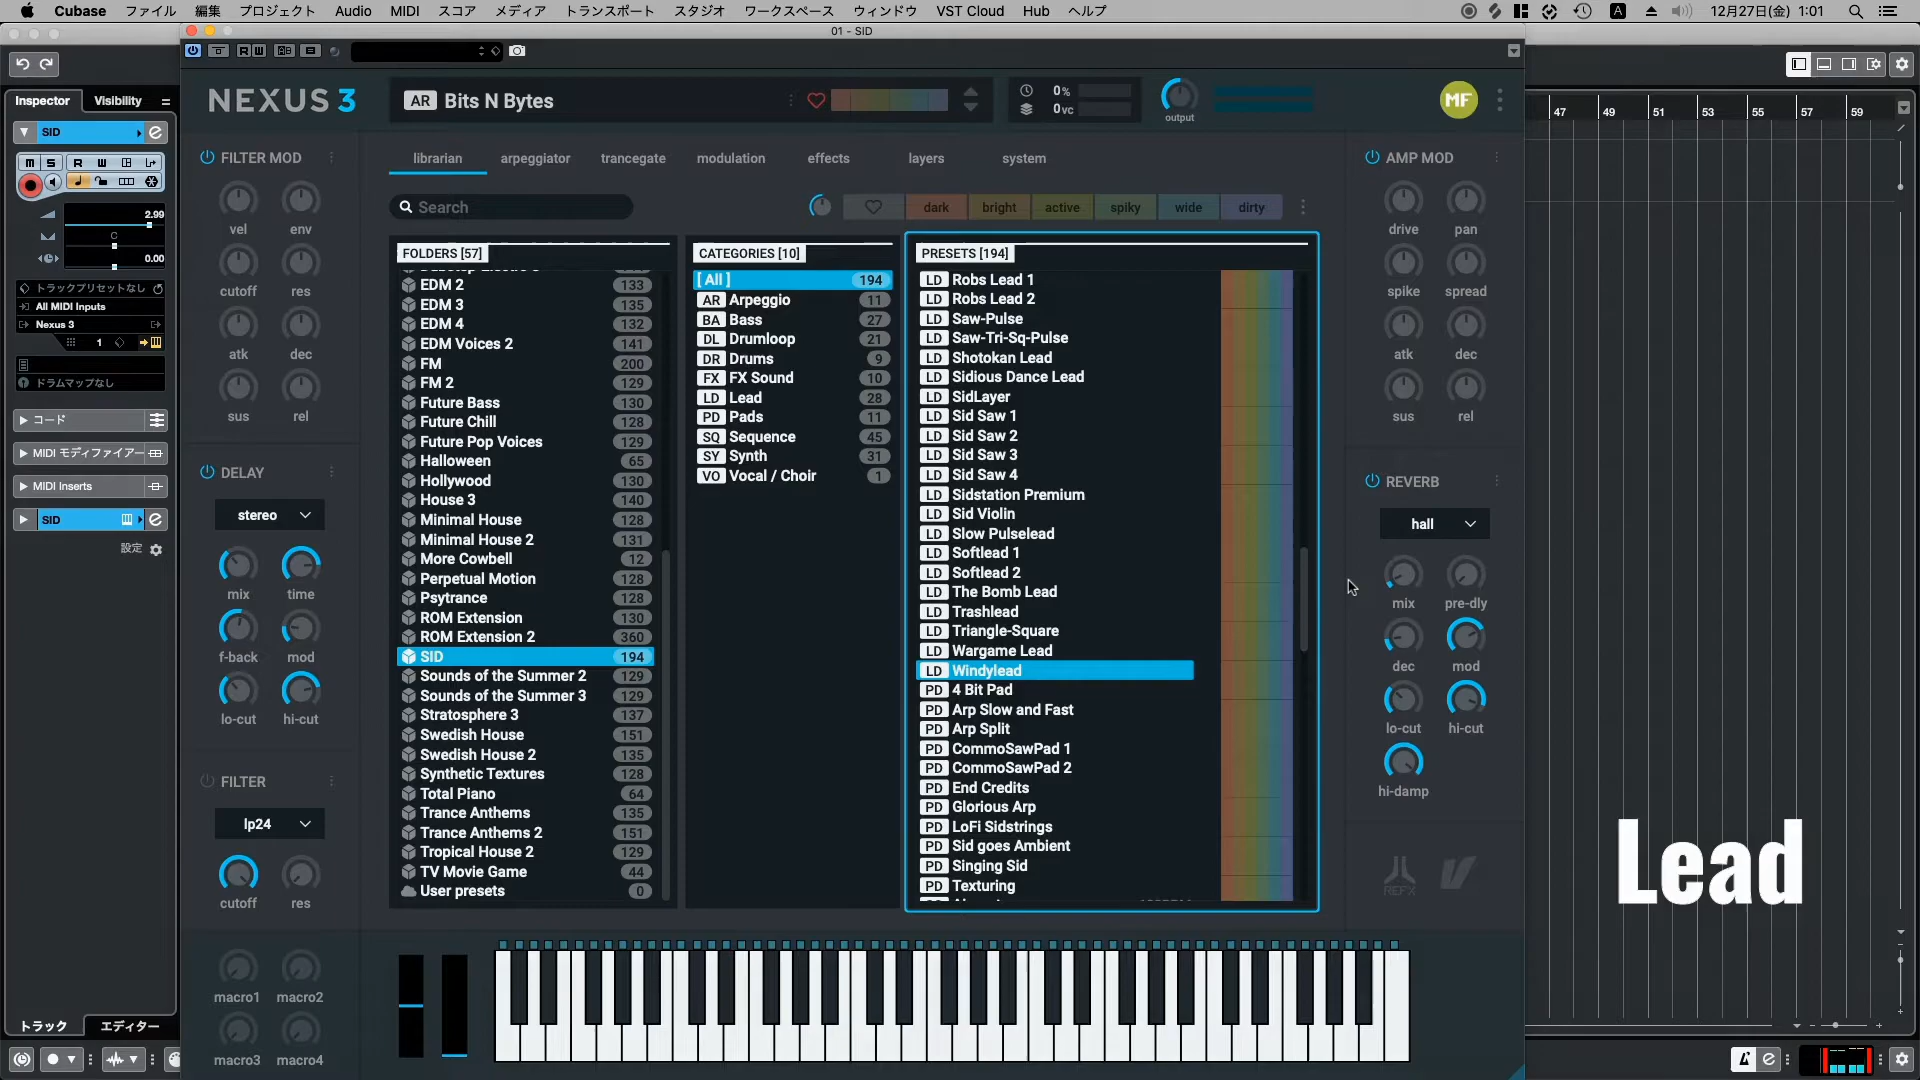 Cubase ファイル 編集 プロジェクト Audio MIDI スコア メディア トランスポート スタジオ ワークスペース ウィンドウ VST Cloud Hub ヘルプ A 12月27日(金) 1:01
01 - SID
R W
NEXUS 3
AR Bits N Bytes
0 %
0 vc
output
MF
Inspector Visibility
SID
M S R W
2.99
C
0.00
トラックプリセットなし
All MIDI Inputs
Nexus 3
1
ドラムマップなし
コード
MIDI モディファイアー
MIDI Inserts
SID
設定
トラック エディター
FILTER MOD
vel env
cutoff res
atk dec
sus rel
DELAY
stereo
mix time
f-back mod
lo-cut hi-cut
FILTER
lp24
cutoff res
macro1 macro2
macro3 macro4
librarian arpeggiator trancegate modulation effects layers system
Search
dark bright active spiky wide dirty
FOLDERS [57]
EDM 2 133
EDM 3 135
EDM 4 132
EDM Voices 2 141
FM 200
FM 2 129
Future Bass 130
Future Chill 128
Future Pop Voices 129
Halloween 65
Hollywood 130
House 3 140
Minimal House 128
Minimal House 2 131
More Cowbell 12
Perpetual Motion 128
Psytrance 128
ROM Extension 130
ROM Extension 2 360
SID 194
Sounds of the Summer 2 129
Sounds of the Summer 3 129
Stratosphere 3 137
Swedish House 151
Swedish House 2 135
Synthetic Textures 128
Total Piano 64
Trance Anthems 135
Trance Anthems 2 151
Tropical House 2 129
TV Movie Game 44
User presets 0
CATEGORIES [10]
[ All ] 194
AR Arpeggio 11
BA Bass 27
DL Drumloop 21
DR Drums 9
FX FX Sound 10
LD Lead 28
PD Pads 11
SQ Sequence 45
SY Synth 31
VO Vocal / Choir 1
PRESETS [194]
LD Robs Lead 1
LD Robs Lead 2
LD Saw-Pulse
LD Saw-Tri-Sq-Pulse
LD Shotokan Lead
LD Sidious Dance Lead
LD SidLayer
LD Sid Saw 1
LD Sid Saw 2
LD Sid Saw 3
LD Sid Saw 4
LD Sidstation Premium
LD Sid Violin
LD Slow Pulselead
LD Softlead 1
LD Softlead 2
LD The Bomb Lead
LD Trashlead
LD Triangle-Square
LD Wargame Lead
LD Windylead
PD 4 Bit Pad
PD Arp Slow and Fast
PD Arp Split
PD CommoSawPad 1
PD CommoSawPad 2
PD End Credits
PD Glorious Arp
PD LoFi Sidstrings
PD Sid goes Ambient
PD Singing Sid
PD Texturing
AMP MOD
drive pan
spike spread
atk dec
sus rel
REVERB
hall
mix pre-dly
dec mod
lo-cut hi-cut
hi-damp
REFX
47 49 51 53 55 57 59
Lead